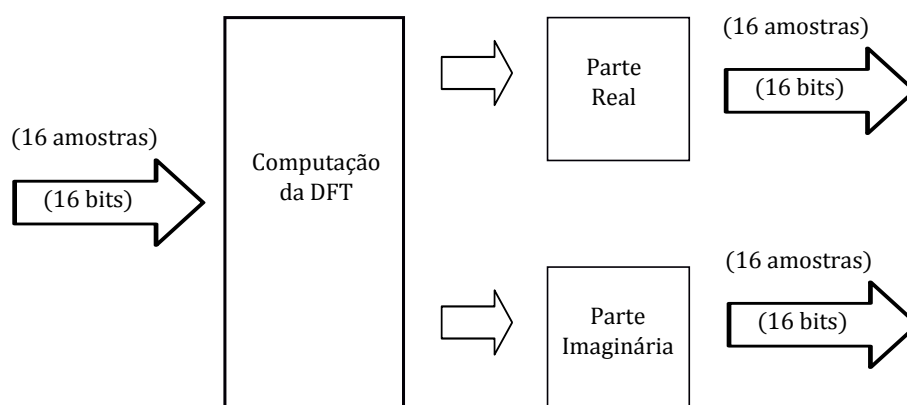 (16 amostras)
(16 bits)
Computação
da DFT
Parte
Real
(16 amostras)
(16 bits)
Parte
Imaginária
(16 amostras)
(16 bits)